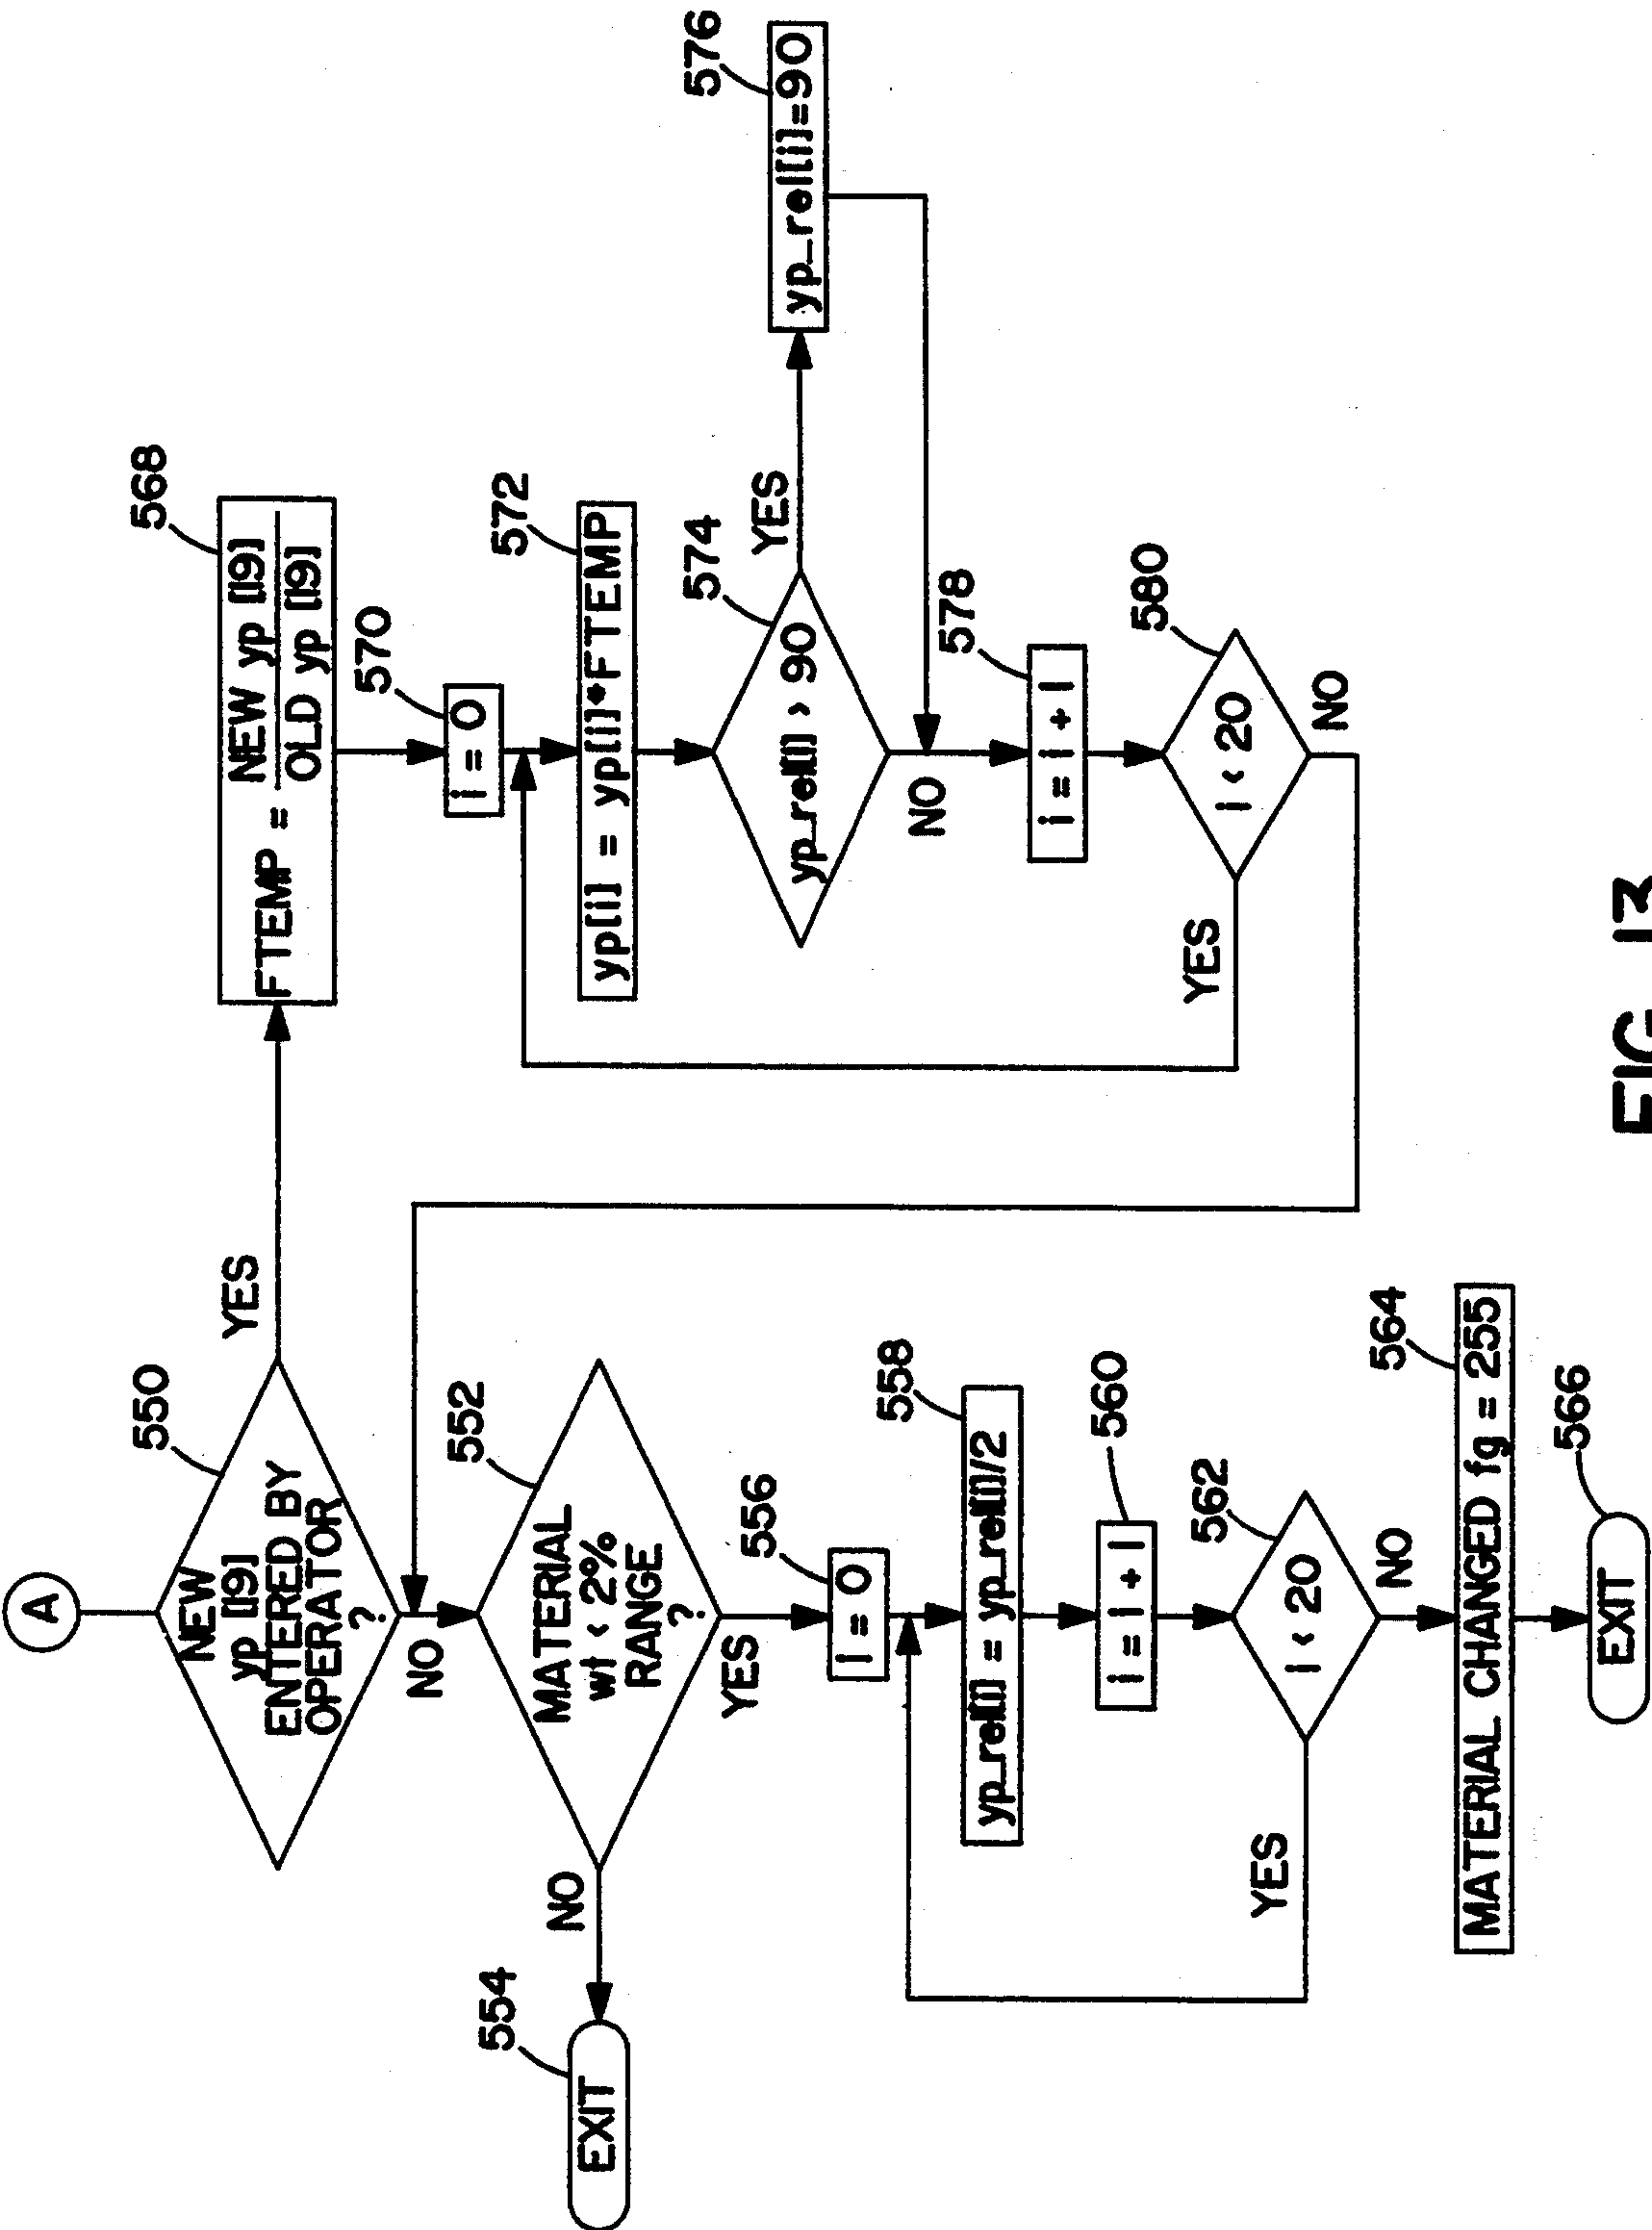 A
550
NEW
yp [19]
ENTERED BY
OPERATOR
?
YES
NO
568
FTEMP = NEW yp [19]
OLD yp [19]
570
i = 0
572
yp[i] = yp[i]*FTEMP
574
yp_rel[i] > 90
YES
NO
576
yp_rel[i]=90
578
i = i + 1
580
i < 20
YES
NO
552
MATERIAL
wt < 2%
RANGE
?
NO
YES
554
EXIT
556
i = 0
558
yp_rel[i] = yp_rel[i]/2
560
i = i + 1
562
i < 20
YES
NO
564
MATERIAL CHANGED fg = 255
566
EXIT
FIG. 13